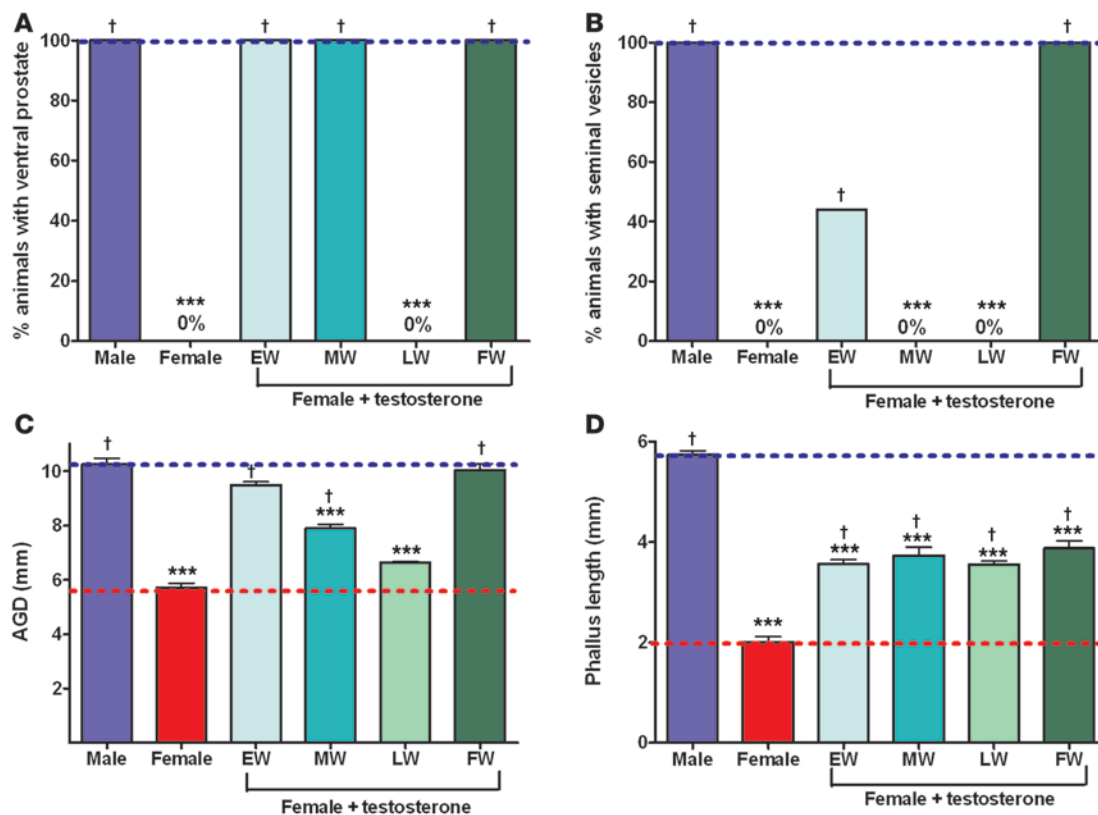 A
% animals with ventral prostate
100
80
60
40
20
0
† † † †
*** ***
0% 0%
Male Female EW MW LW FW
Female + testosterone
B
% animals with seminal vesicles
100
80
60
40
20
0
† † †
*** *** ***
0% 0% 0%
Male Female EW MW LW FW
Female + testosterone
C
AGD (mm)
10
8
6
4
2
† † † †
*** *** ***
Male Female EW MW LW FW
Female + testosterone
D
Phallus length (mm)
6
4
2
0
† † † † †
*** *** *** *** ***
Male Female EW MW LW FW
Female + testosterone